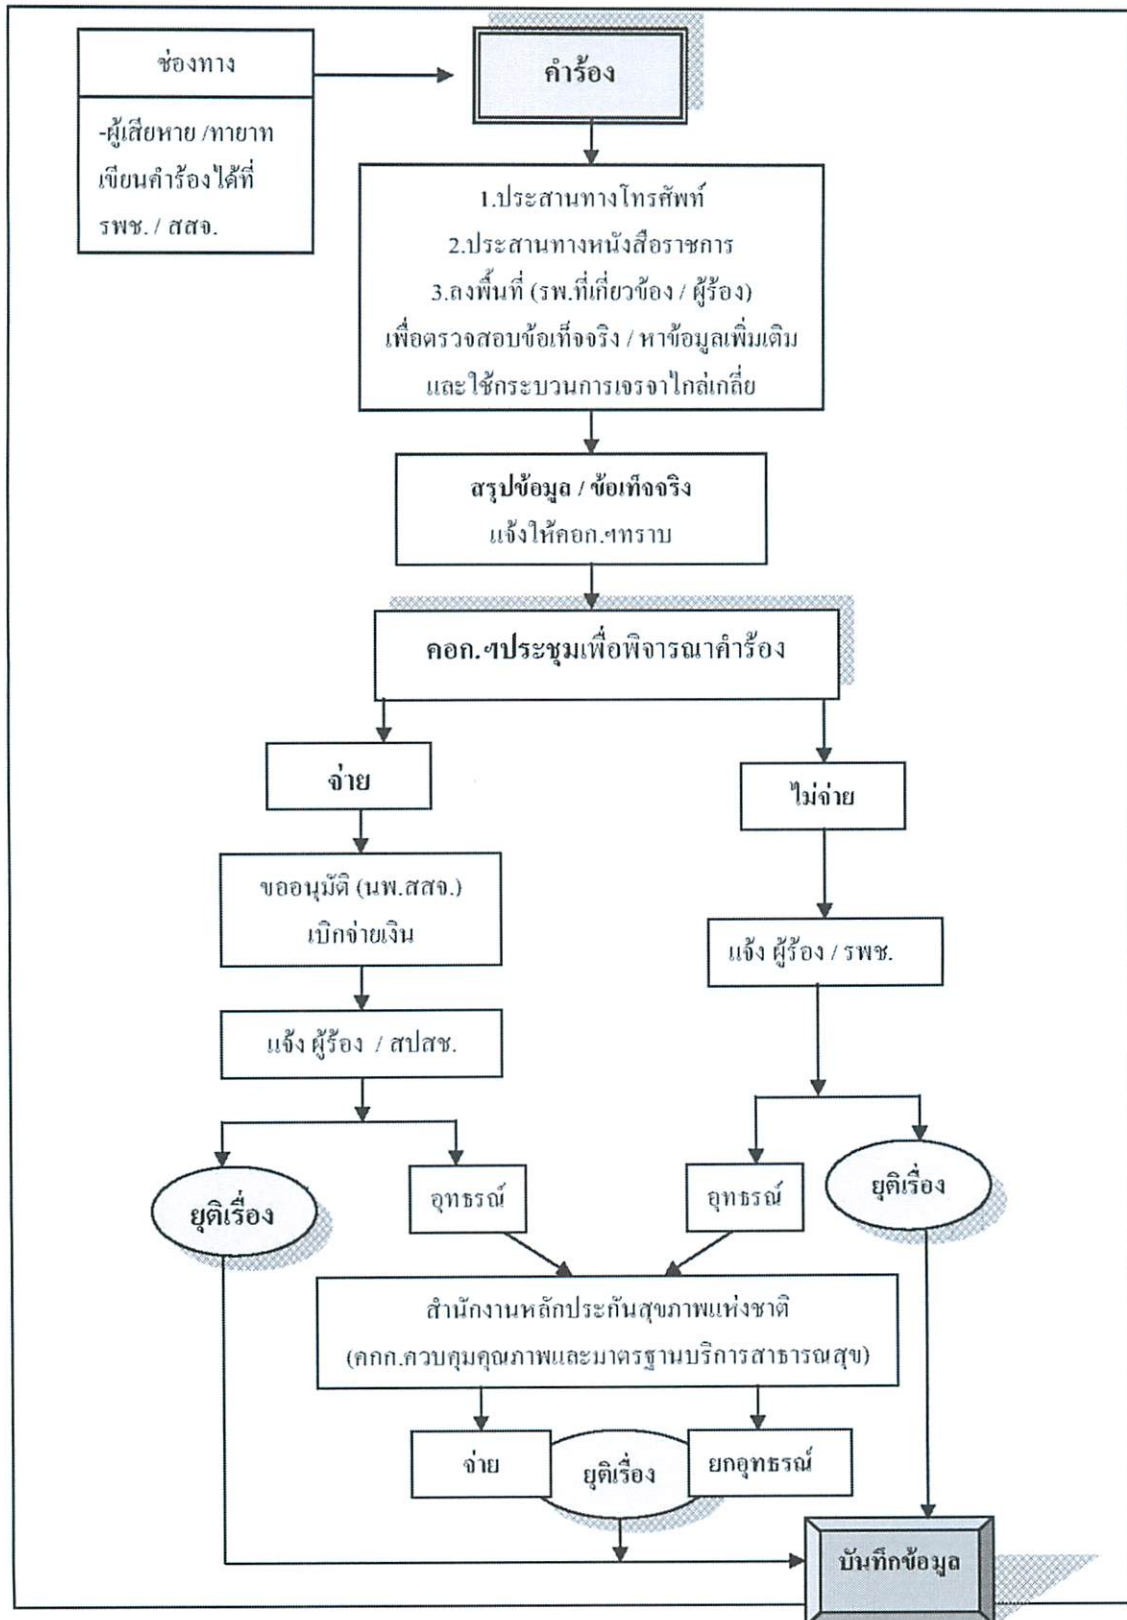 ช่องทาง
-ผู้เสียหาย /ทายาท
เขียนคำร้องได้ที่
รพช. / สสจ.
คำร้อง
1.ประสานทางโทรศัพท์
2.ประสานทางหนังสือราชการ
3.ลงพื้นที่ (รพ.ที่เกี่ยวข้อง / ผู้ร้อง)
เพื่อตรวจสอบข้อเท็จจริง / หาข้อมูลเพิ่มเติม
และใช้กระบวนการเจรจาไกล่เกลี่ย
สรุปข้อมูล / ข้อเท็จจริง
แจ้งให้คอก.ฯทราบ
คอก.ฯประชุมเพื่อพิจารณาคำร้อง
จ่าย
ไม่จ่าย
ขออนุมัติ (นพ.สสจ.)
เบิกจ่ายเงิน
แจ้ง ผู้ร้อง / รพช.
แจ้ง ผู้ร้อง / สปสช.
ยุติเรื่อง
อุทธรณ์
อุทธรณ์
ยุติเรื่อง
สำนักงานหลักประกันสุขภาพแห่งชาติ
(คกก.ควบคุมคุณภาพและมาตรฐานบริการสาธารณสุข)
จ่าย
ยุติเรื่อง
ยกอุทธรณ์
บันทึกข้อมูล